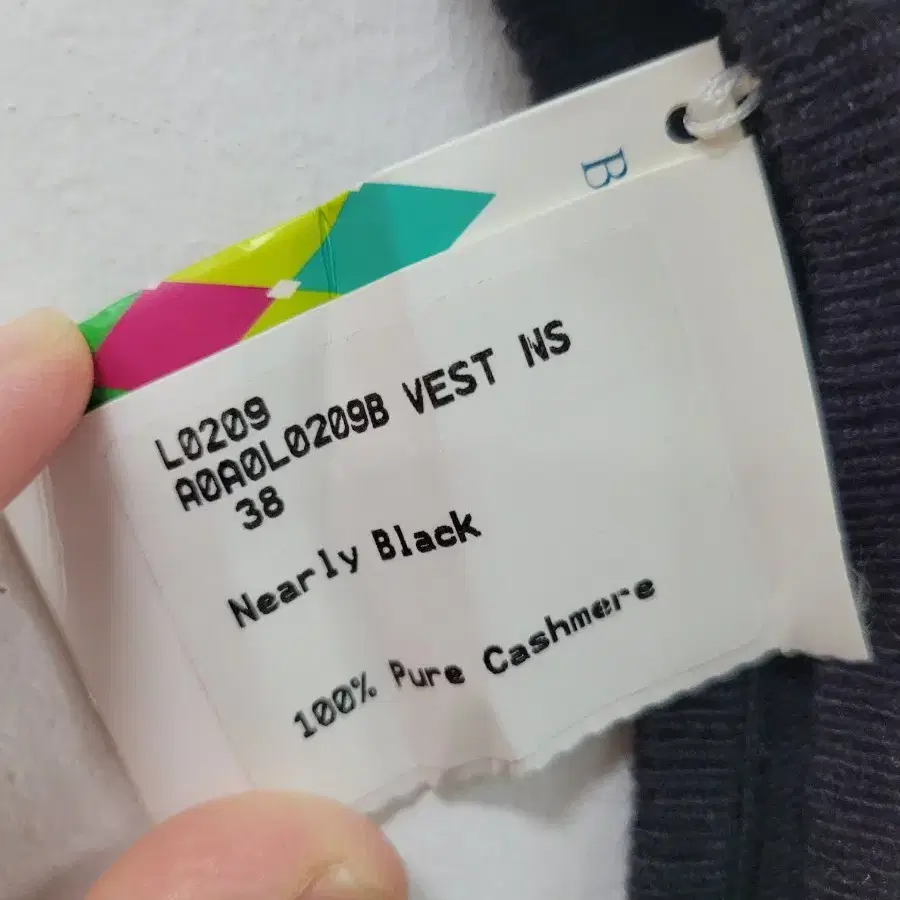 B
L0209
A0A0L0209B VEST NS
38
Nearly Black
100% Pure Cashmere